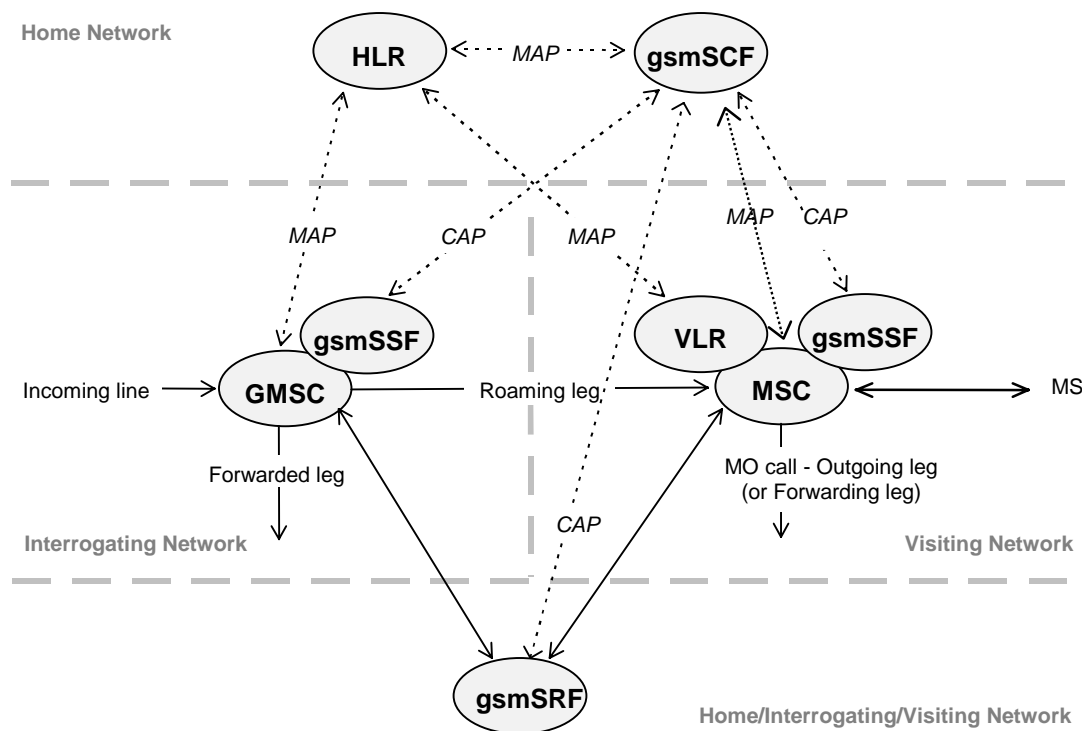 Home Network
HLR
MAP
gsmSCF
MAP
CAP
MAP
MAP
CAP
gsmSSF
VLR
gsmSSF
Incoming line
GMSC
Roaming leg
MSC
MS
Forwarded leg
MO call - Outgoing leg
(or Forwarding leg)
CAP
Interrogating Network
Visiting Network
gsmSRF
Home/Interrogating/Visiting Network